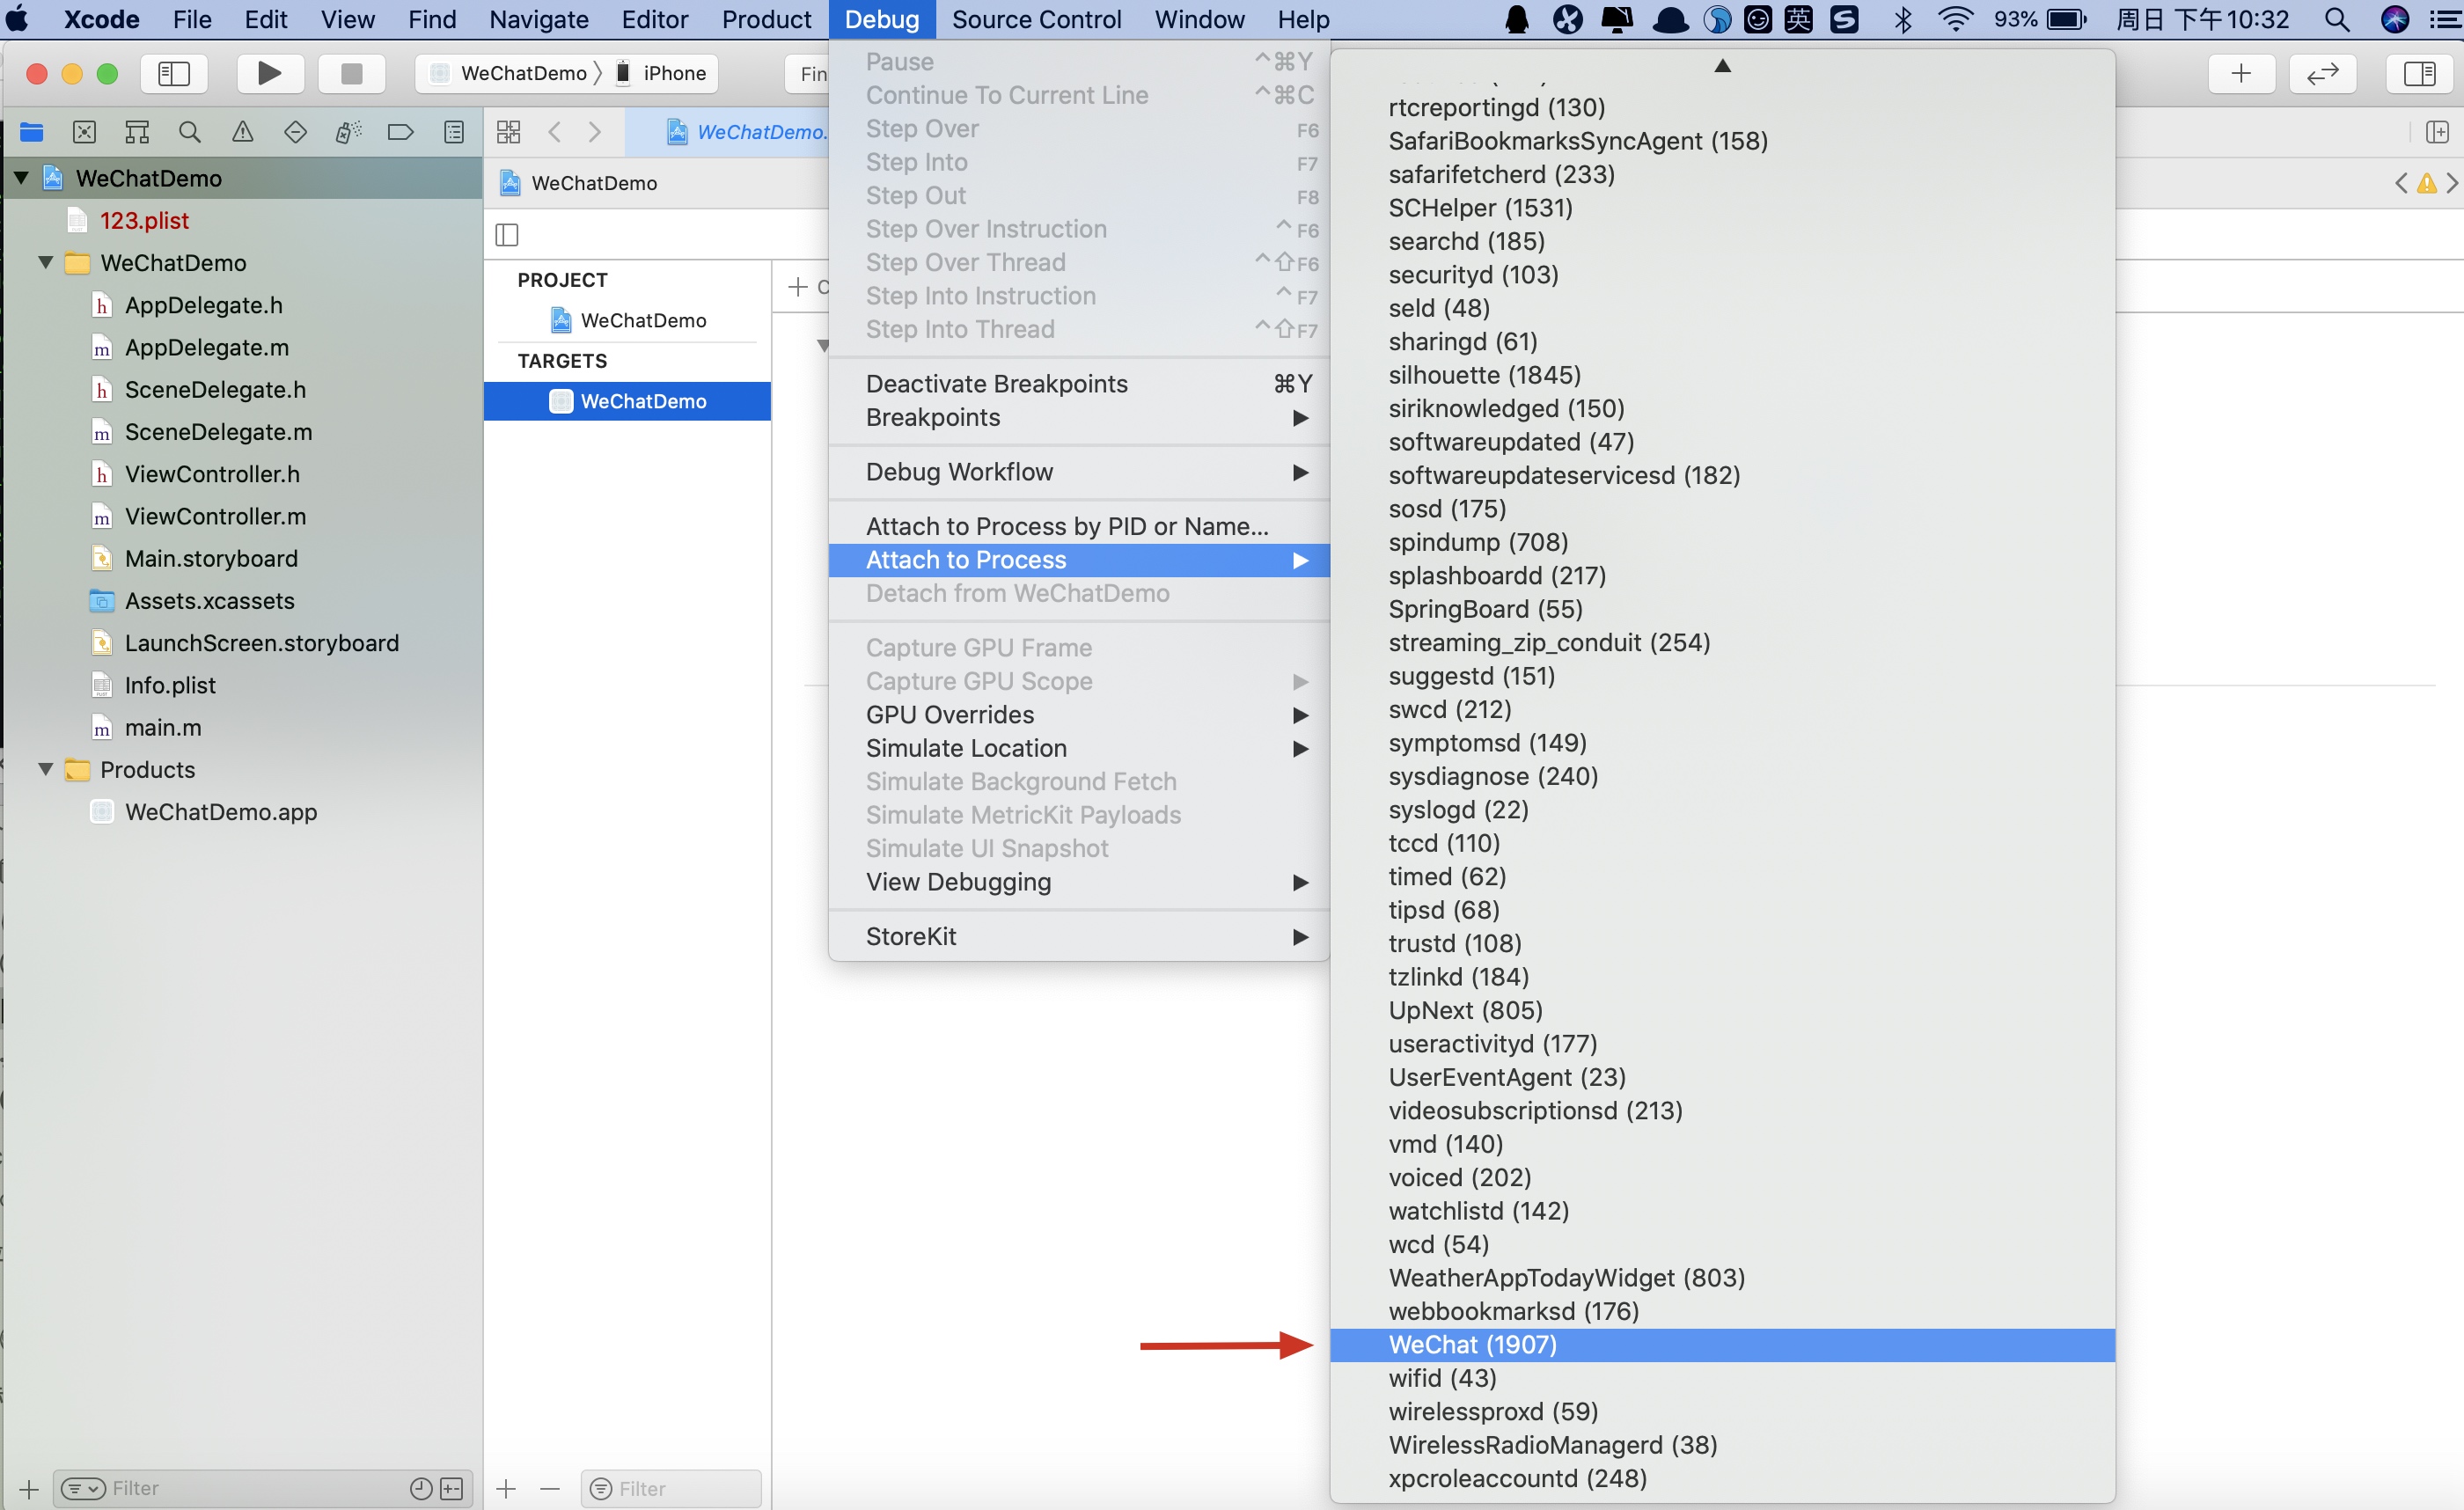 Xcode File Edit View Find Navigate Editor Product Debug Source Control Window Help 英 93% 周日 下午10:32
WeChatDemo 〉 iPhone
Fin
WeChatDemo
123.plist
WeChatDemo
AppDelegate.h
AppDelegate.m
SceneDelegate.h
SceneDelegate.m
ViewController.h
ViewController.m
Main.storyboard
Assets.xcassets
LaunchScreen.storyboard
Info.plist
main.m
Products
WeChatDemo.app
Filter
WeChatDemo.
WeChatDemo
PROJECT
WeChatDemo
TARGETS
WeChatDemo
+ C
Filter
Pause ^⌘Y
Continue To Current Line ^⌘C
Step Over F6
Step Into F7
Step Out F8
Step Over Instruction ^F6
Step Over Thread ^⇧F6
Step Into Instruction ^F7
Step Into Thread ^⇧F7
Deactivate Breakpoints ⌘Y
Breakpoints
Debug Workflow
Attach to Process by PID or Name...
Attach to Process
Detach from WeChatDemo
Capture GPU Frame
Capture GPU Scope
GPU Overrides
Simulate Location
Simulate Background Fetch
Simulate MetricKit Payloads
Simulate UI Snapshot
View Debugging
StoreKit
rtcreportingd (130)
SafariBookmarksSyncAgent (158)
safarifetcherd (233)
SCHelper (1531)
searchd (185)
securityd (103)
seld (48)
sharingd (61)
silhouette (1845)
siriknowledged (150)
softwareupdated (47)
softwareupdateservicesd (182)
sosd (175)
spindump (708)
splashboardd (217)
SpringBoard (55)
streaming_zip_conduit (254)
suggestd (151)
swcd (212)
symptomsd (149)
sysdiagnose (240)
syslogd (22)
tccd (110)
timed (62)
tipsd (68)
trustd (108)
tzlinkd (184)
UpNext (805)
useractivityd (177)
UserEventAgent (23)
videosubscriptionsd (213)
vmd (140)
voiced (202)
watchlistd (142)
wcd (54)
WeatherAppTodayWidget (803)
webbookmarksd (176)
WeChat (1907)
wifid (43)
wirelessproxd (59)
WirelessRadioManagerd (38)
xpcroleaccountd (248)